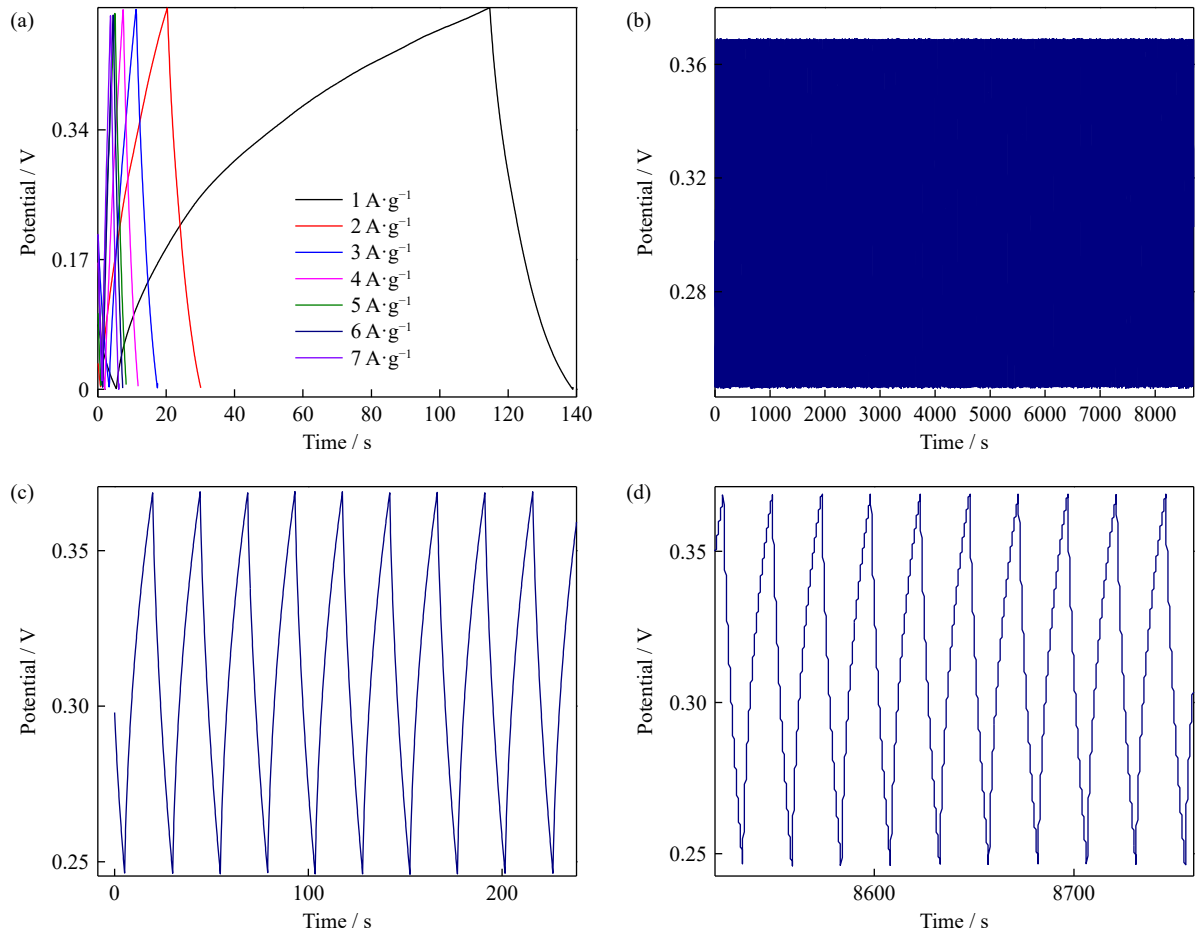 (a)
Potential / V
0.34
0.17
0
1 A·g⁻¹
2 A·g⁻¹
3 A·g⁻¹
4 A·g⁻¹
5 A·g⁻¹
6 A·g⁻¹
7 A·g⁻¹
0 20 40 60 80 100 120 140
Time / s
(b)
Potential / V
0.36
0.32
0.28
0 1000 2000 3000 4000 5000 6000 7000 8000
Time / s
(c)
Potential / V
0.35
0.30
0.25
0 100 200
Time / s
(d)
Potential / V
0.35
0.30
0.25
8600 8700
Time / s